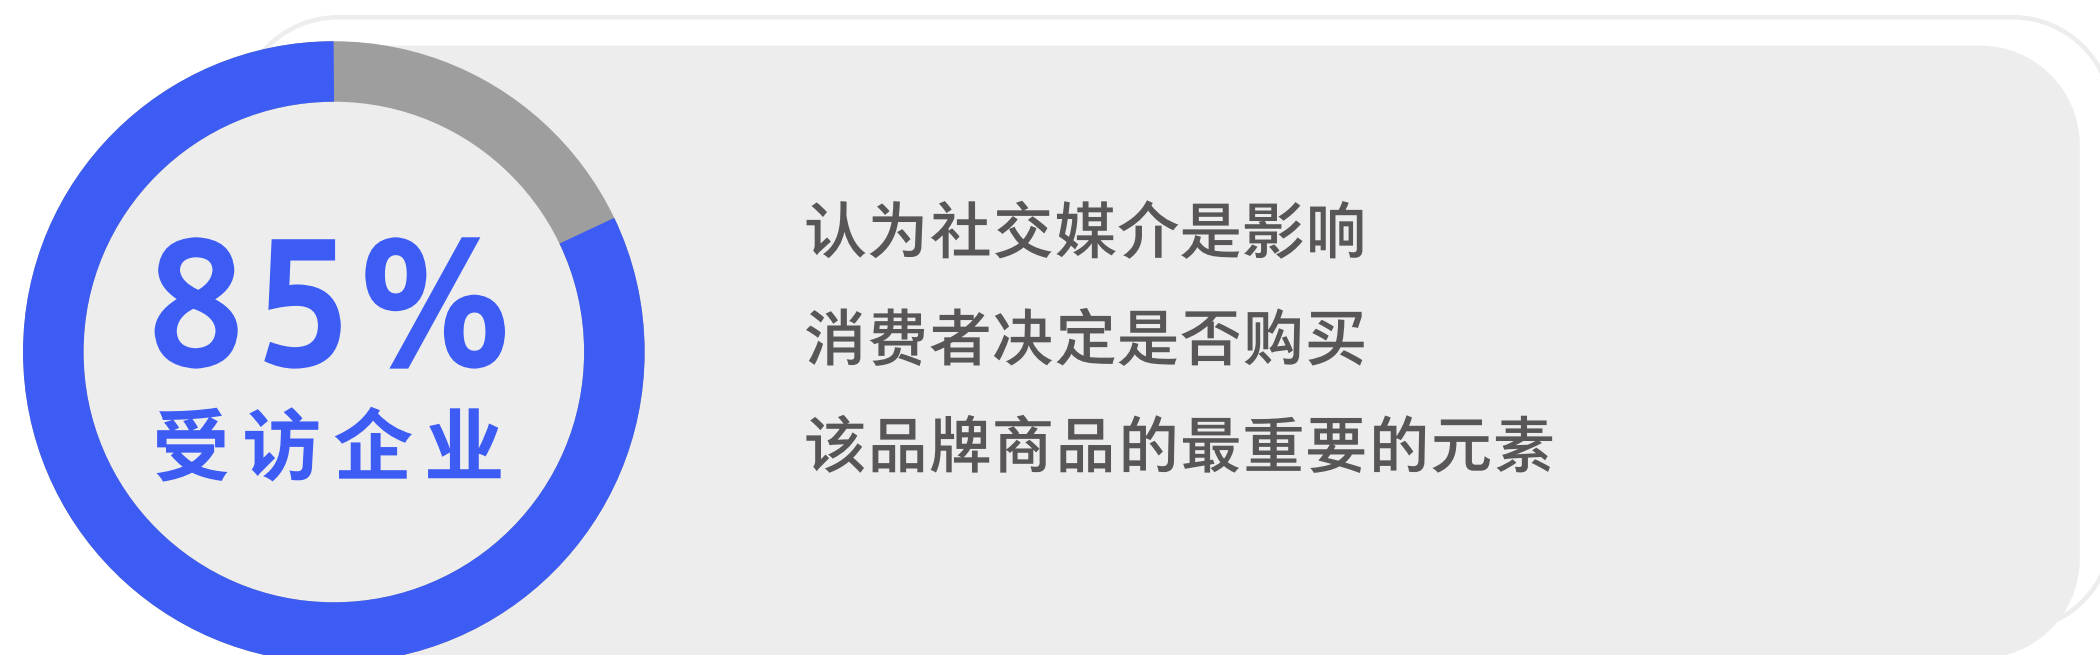 85%
受访企业
认为社交媒介是影响
消费者决定是否购买
该品牌商品的最重要的元素